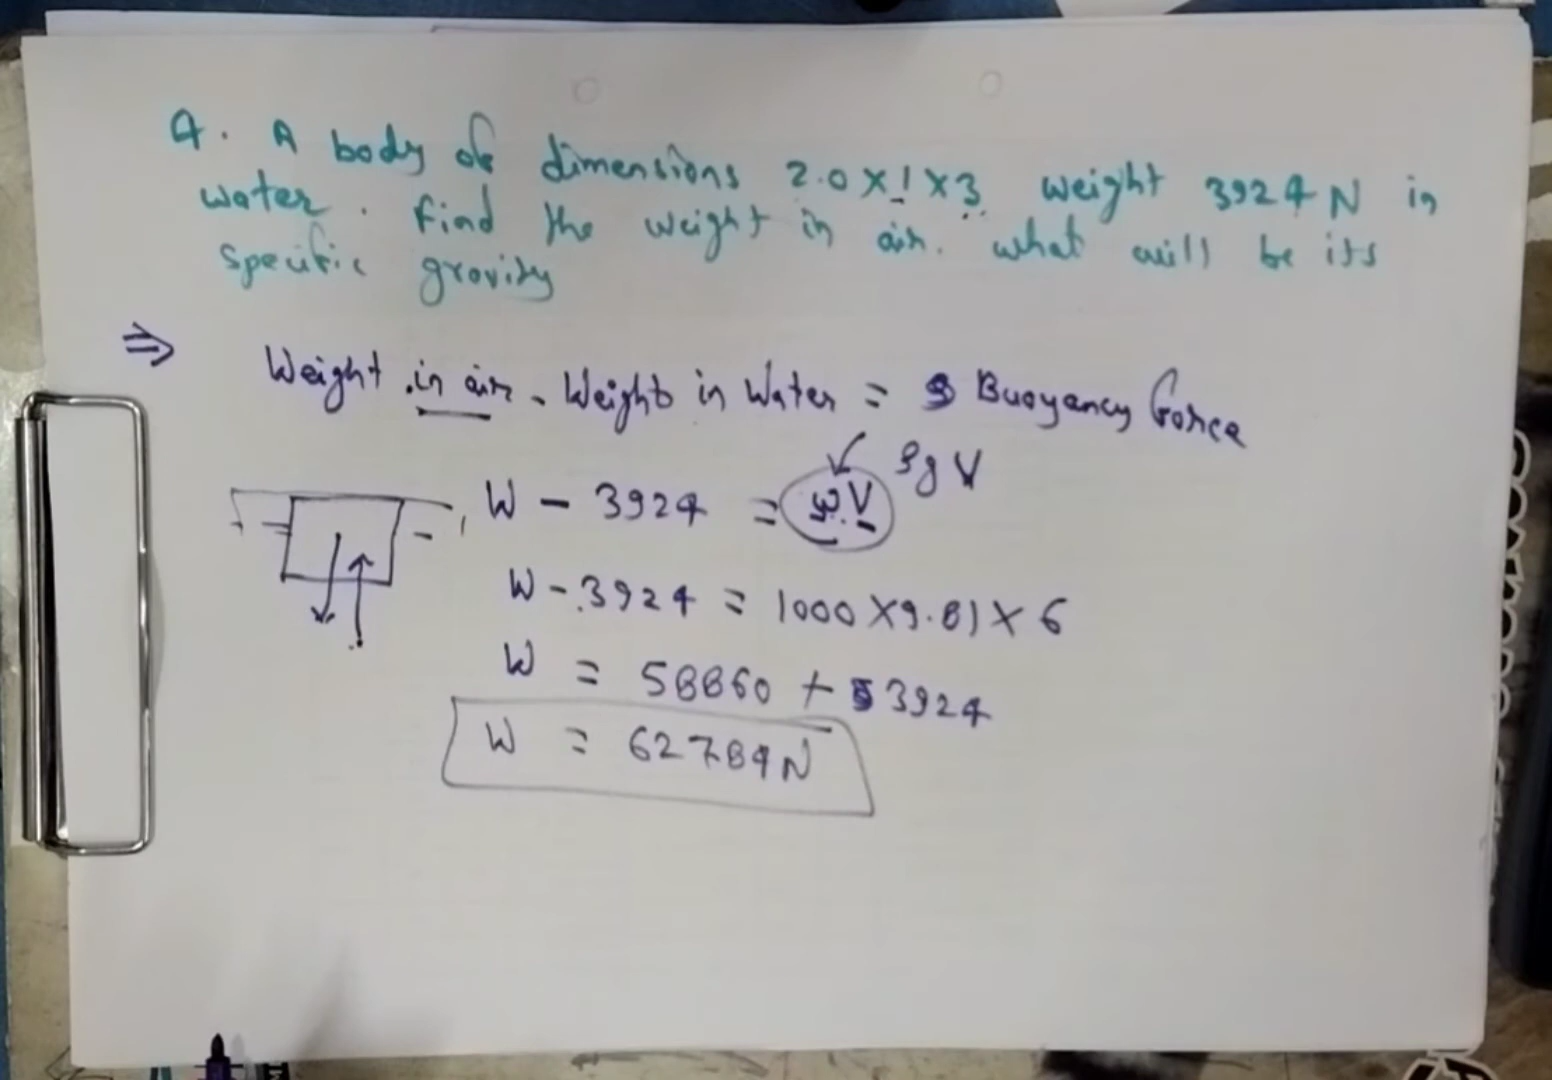 Q. A body of dimensions 2.0 X 1 X 3 weight 3924 N in
water. Find the weight in air. what will be its
specific gravity
⇒ Weight in air - Weight in Water = Buoyancy force
ρgV
W - 3924 = ω.V
W - 3924 = 1000 X 9.81 X 6
W = 58860 + 3924
W = 62784 N